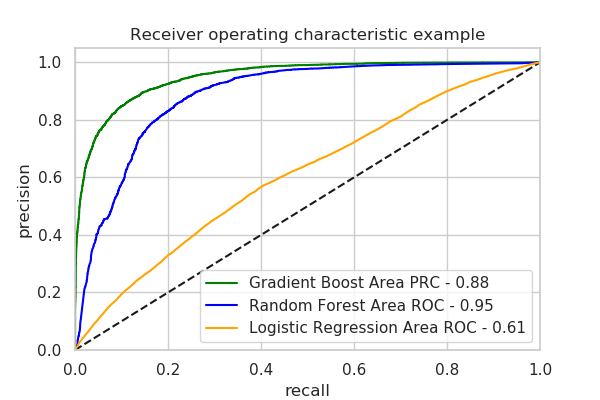 Receiver operating characteristic example
1.0
0.8
0.6
0.4
0.2
0.0
precision
Gradient Boost Area PRC - 0.88
Random Forest Area ROC - 0.95
Logistic Regression Area ROC - 0.61
0.0 0.2 0.4 0.6 0.8 1.0
recall